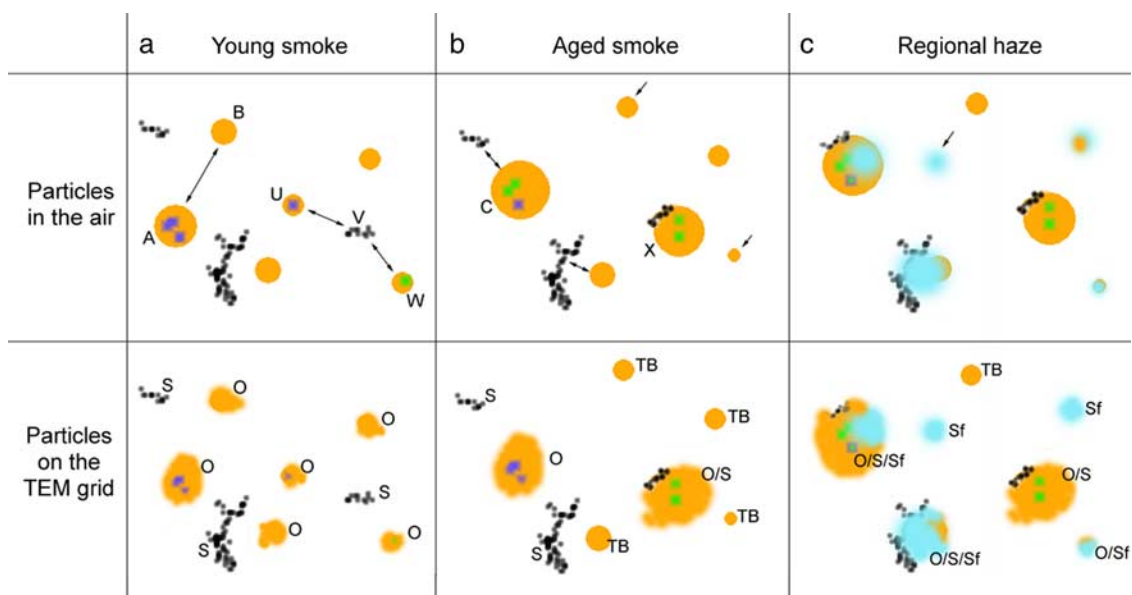 a Young smoke
b Aged smoke
c Regional haze
Particles
in the air
B
A
U
V
W
C
X
Particles
on the
TEM grid
S
O
O
O
O
S
O
S
O
TB
S
TB
O
O/S
TB
S
TB
TB
Sf
Sf
O/S/Sf
O/S
O/S/Sf
O/Sf